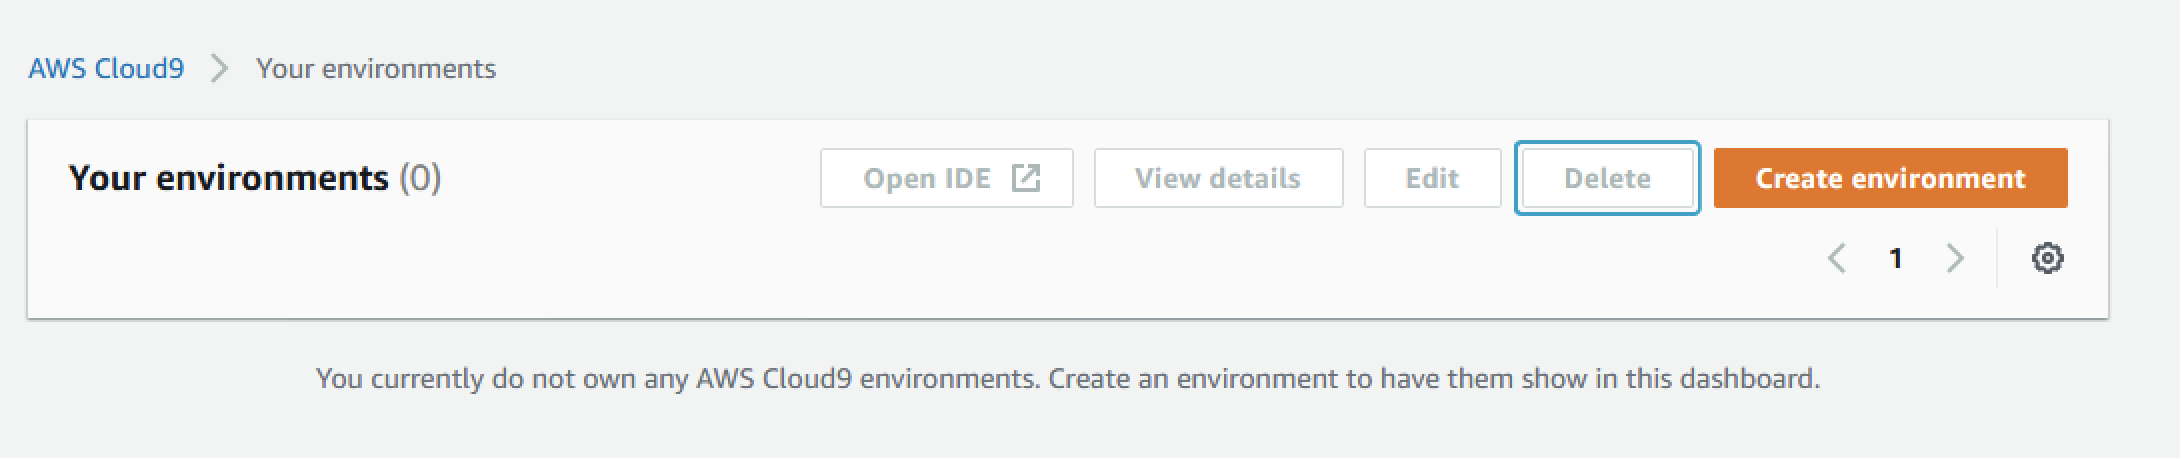 AWS Cloud9 > Your environments
Your environments (0) Open IDE View details Edit Delete Create environment
< 1 >
You currently do not own any AWS Cloud9 environments. Create an environment to have them show in this dashboard.